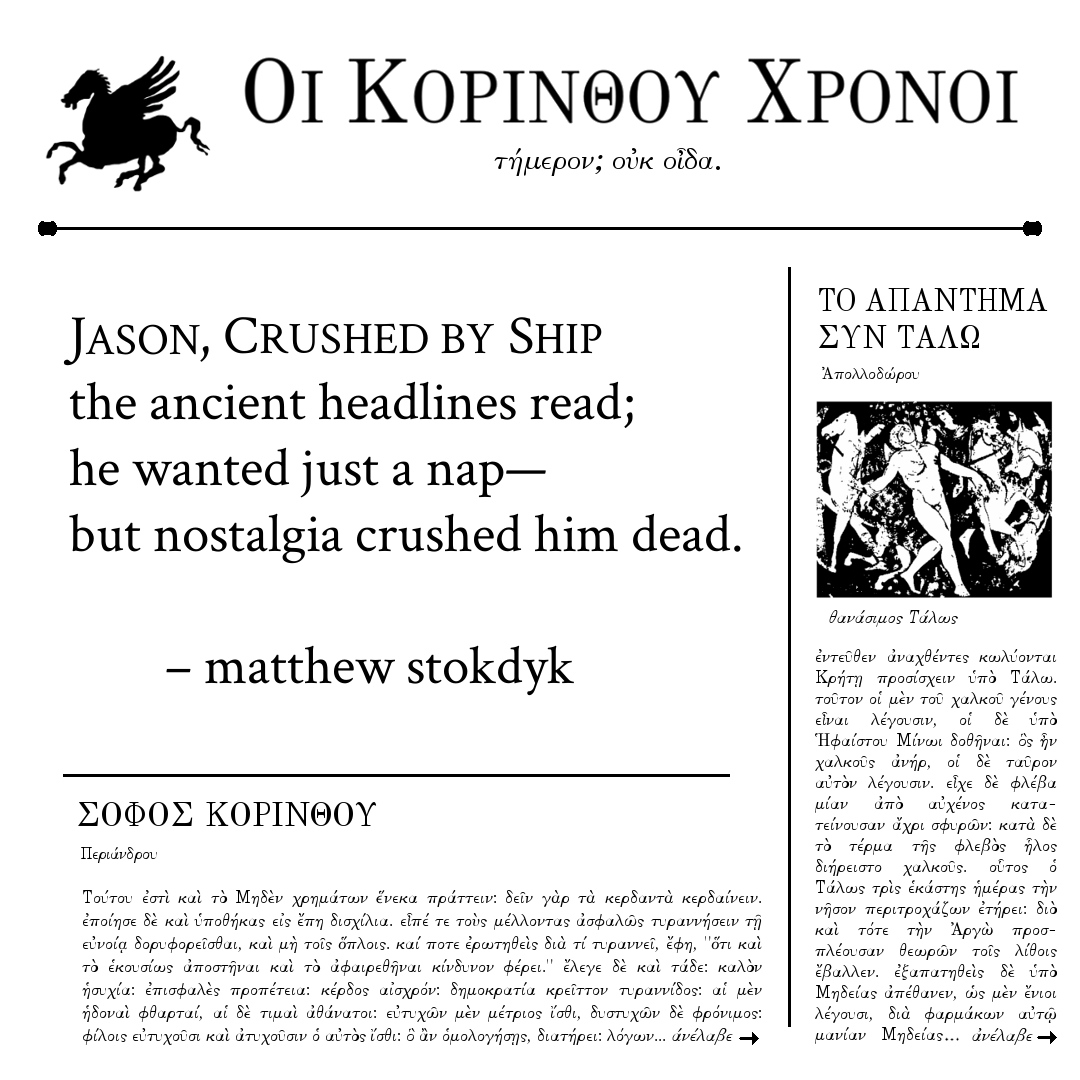 Οι Κορινθου Χρονοι
τήμερον; οὐκ οἶδα.
Jason, Crushed by Ship
the ancient headlines read;
he wanted just a nap—
but nostalgia crushed him dead.
– matthew stokdyk
ΣΟΦΟΣ ΚΟΡΙΝΘΟΥ
Περιάνδρου
Τούτου ἐστὶ καὶ τὸ Μηδὲν χρημάτων ἕνεκα πράττειν: δεῖν γὰρ τὰ κερδαντὰ κερδαίνειν.
ἐποίησε δὲ καὶ ὑποθήκας εἰς ἔπη δισχίλια. εἶπέ τε τοὺς μέλλοντας ἀσφαλῶς τυραννήσειν τῇ
εὐνοίᾳ δορυφορεῖσθαι, καὶ μὴ τοῖς ὅπλοις. καί ποτε ἐρωτηθεὶς διὰ τί τυραννεῖ, ἔφη, "ὅτι καὶ
τὸ ἑκουσίως ἀποστῆναι καὶ τὸ ἀφαιρεθῆναι κίνδυνον φέρει." ἔλεγε δὲ καὶ τάδε: καλὸν
ἡσυχία: ἐπισφαλὲς προπέτεια: κέρδος αἰσχρόν: δημοκρατία κρεῖττον τυραννίδος: αἱ μὲν
ἡδοναὶ φθαρταί, αἱ δὲ τιμαὶ ἀθάνατοι: εὐτυχῶν μὲν μέτριος ἴσθι, δυστυχῶν δὲ φρόνιμος:
φίλοις εὐτυχοῦσι καὶ ἀτυχοῦσιν ὁ αὐτὸς ἴσθι: ὃ ἂν ὁμολογήσῃς, διατήρει: λόγων... ἀνέλαβε →
ΤΟ ΑΠΑΝΤΗΜΑ
ΣΥΝ ΤΑΛΩ
Ἀπολλοδώρου
θανάσιμος Τάλως
ἐντεῦθεν ἀναχθέντες κωλύονται
Κρήτῃ προσίσχειν ὑπὸ Τάλω.
τοῦτον οἱ μὲν τοῦ χαλκοῦ γένους
εἶναι λέγουσιν, οἱ δὲ ὑπὸ
Ἡφαίστου Μίνωι δοθῆναι: ὃς ἦν
χαλκοῦς ἀνήρ, οἱ δὲ ταῦρον
αὐτὸν λέγουσιν. εἶχε δὲ φλέβα
μίαν ἀπὸ αὐχένος κατα-
τείνουσαν ἄχρι σφυρῶν: κατὰ δὲ
τὸ τέρμα τῆς φλεβὸς ἧλος
διήρειστο χαλκοῦς. οὗτος ὁ
Τάλως τρὶς ἑκάστης ἡμέρας τὴν
νῆσον περιτροχάζων ἐτήρει: διὸ
καὶ τότε τὴν Ἀργὼ προσ-
πλέουσαν θεωρῶν τοῖς λίθοις
ἔβαλλεν. ἐξαπατηθεὶς δὲ ὑπὸ
Μηδείας ἀπέθανεν, ὡς μὲν ἔνιοι
λέγουσι, διὰ φαρμάκων αὐτῷ
μανίαν Μηδείας... ἀνέλαβε →